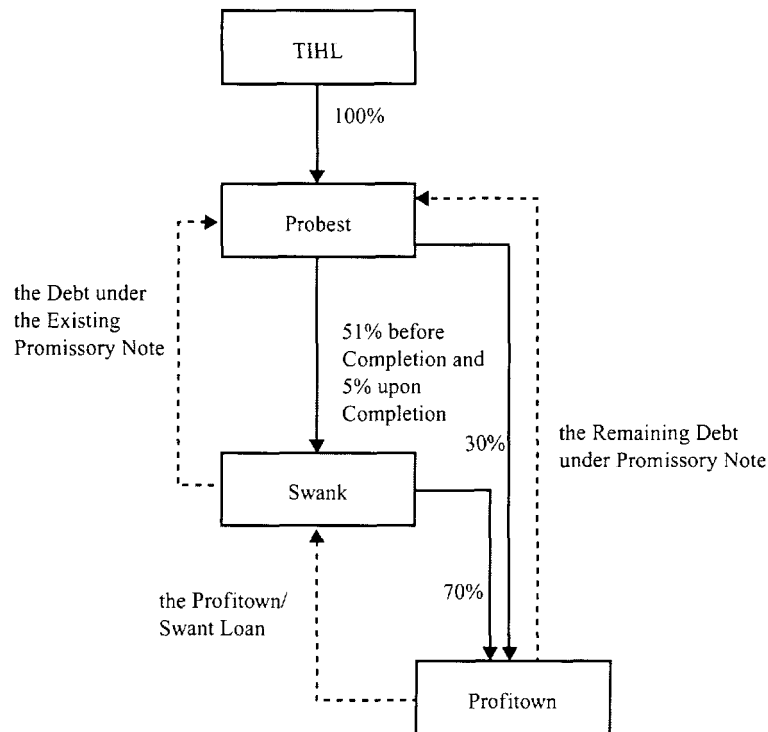 TIHL
100%
Probest
the Debt under
the Existing
Promissory Note
51% before
Completion and
5% upon
Completion
30%
the Remaining Debt
under Promissory Note
Swank
70%
the Profitown/
Swant Loan
Profitown